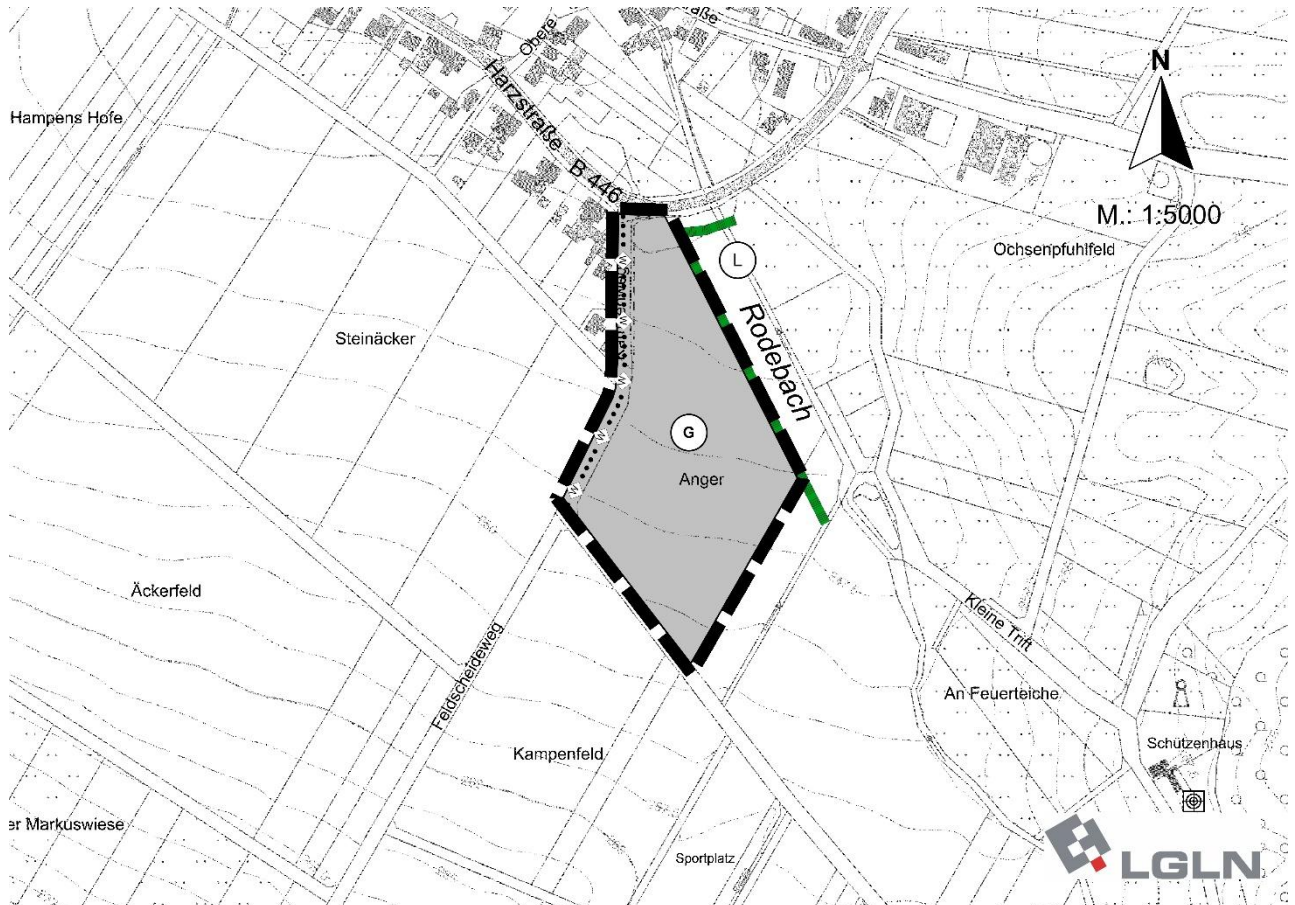 straße
Obere
N
Hampens Hofe
Harzstraße B 446
M.: 1:5000
Ochsenpfuhlfeld
L
Rodebach
Steinäcker
W
W
W
W
W
G
Anger
Äckerfeld
Feldscheideweg
Kleine Trift
An Feuerteiche
Kampenfeld
Schützenhaus
er Markuswiese
Sportplatz
LGLN